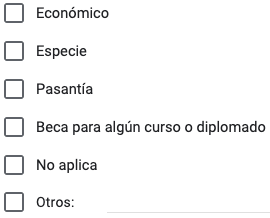 Económico
Especie
Pasantía
Beca para algún curso o diplomado
No aplica
Otros: